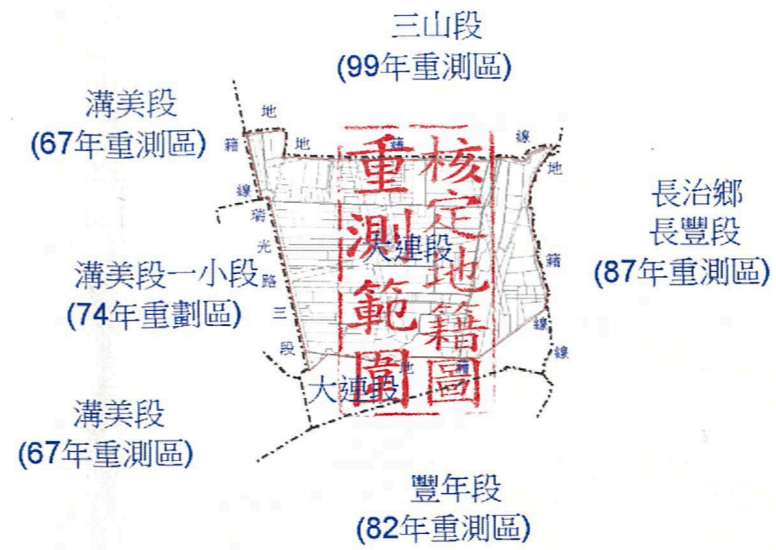 三山段
(99年重測區)
溝美段
(67年重測區)
地
籍
線
地
籍
線
地
籍
線
瑞
光
路
三
段
核定地籍圖
重測範圍
大連段
長治鄉
長豐段
(87年重測區)
溝美段一小段
(74年重劃區)
地
籍
線
大連段
溝美段
(67年重測區)
豐年段
(82年重測區)